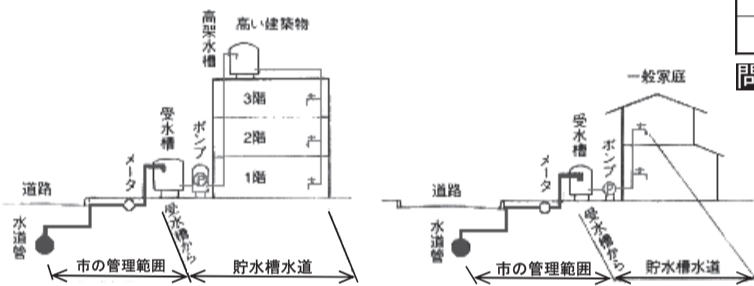 高架水槽
高い建築物
3階
2階
1階
受水槽
ポンプ
P
メータ
道路
水道管
受水槽から
市の管理範囲
貯水槽水道
一般家庭
受水槽
ポンプ
P
メータ
道路
水道管
受水槽から
市の管理範囲
貯水槽水道
問